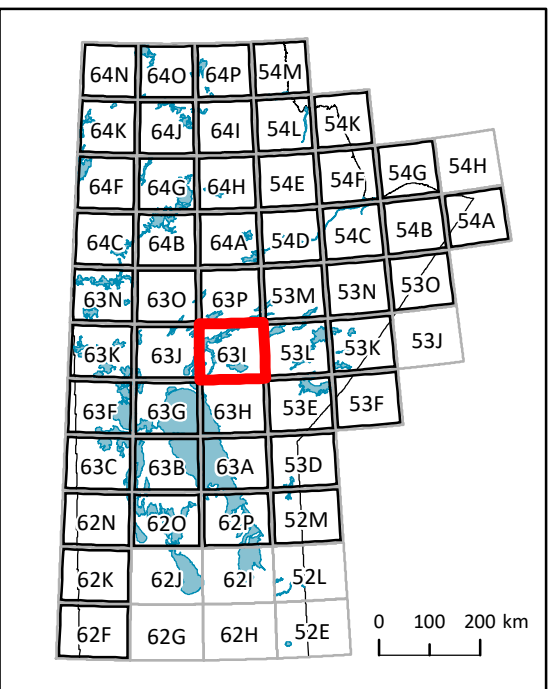 64N 64O 64P 54M
64K 64J 64I 54L 54K
64F 64G 64H 54E 54F 54G 54H
64C 64B 64A 54D 54C 54B 54A
63N 63O 63P 53M 53N 53O
63K 63J 63I 53L 53K 53J
63F 63G 63H 53E 53F
63C 63B 63A 53D
62N 62O 62P 52M
62K 62J 62I 52L
62F 62G 62H 52E
0 100 200 km